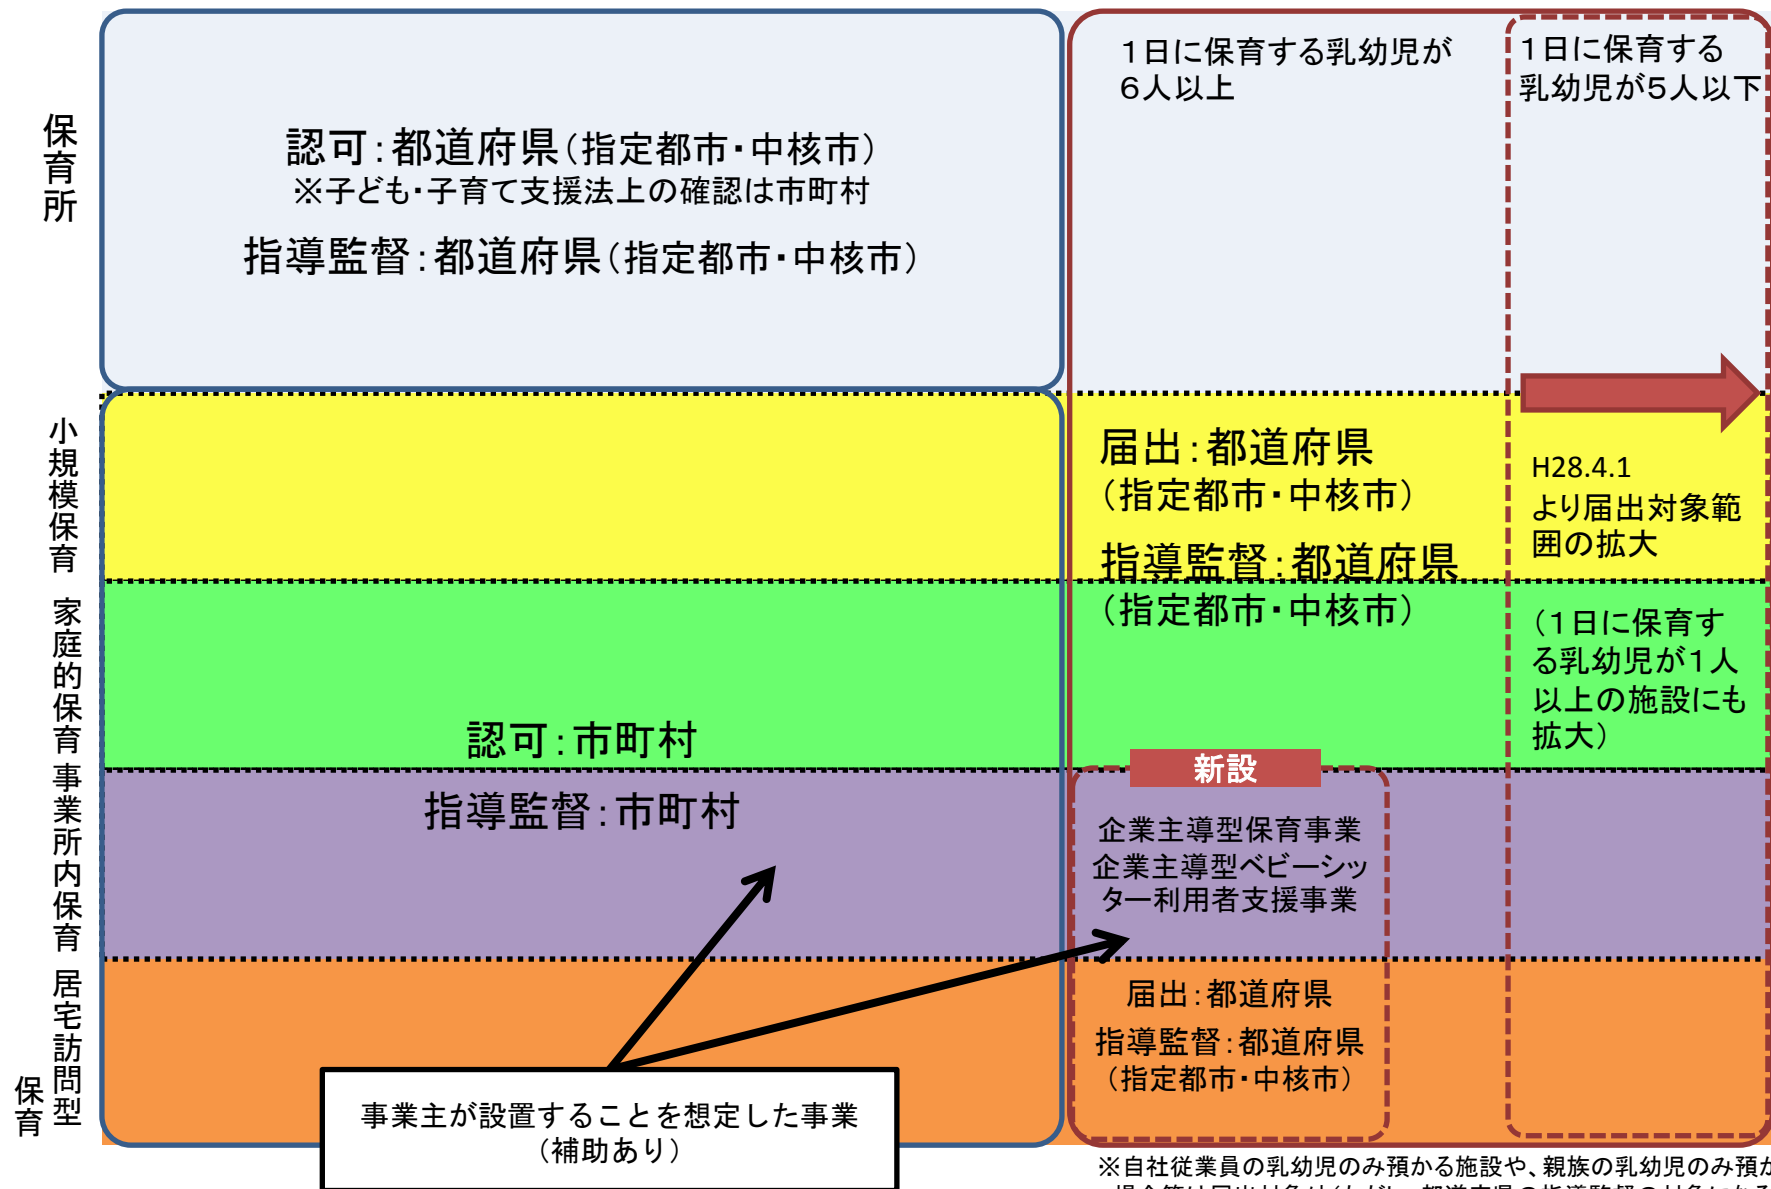 保育所
認可：都道府県（指定都市・中核市）
※子ども・子育て支援法上の確認は市町村
指導監督：都道府県（指定都市・中核市）
１日に保育する乳幼児が
６人以上
１日に保育する
乳幼児が５人以下
小規模保育
届出：都道府県
（指定都市・中核市）
指導監督：都道府県
（指定都市・中核市）
H28.4.1
より届出対象範
囲の拡大
（１日に保育す
る乳幼児が１人
以上の施設にも
拡大）
家庭的保育
認可：市町村
指導監督：市町村
事業所内保育
新設
企業主導型保育事業
企業主導型ベビーシッ
ター利用者支援事業
居宅訪問型
保育
届出：都道府県
指導監督：都道府県
（指定都市・中核市）
事業主が設置することを想定した事業
（補助あり）
※自社従業員の乳幼児のみ預かる施設や、親族の乳幼児のみ預か